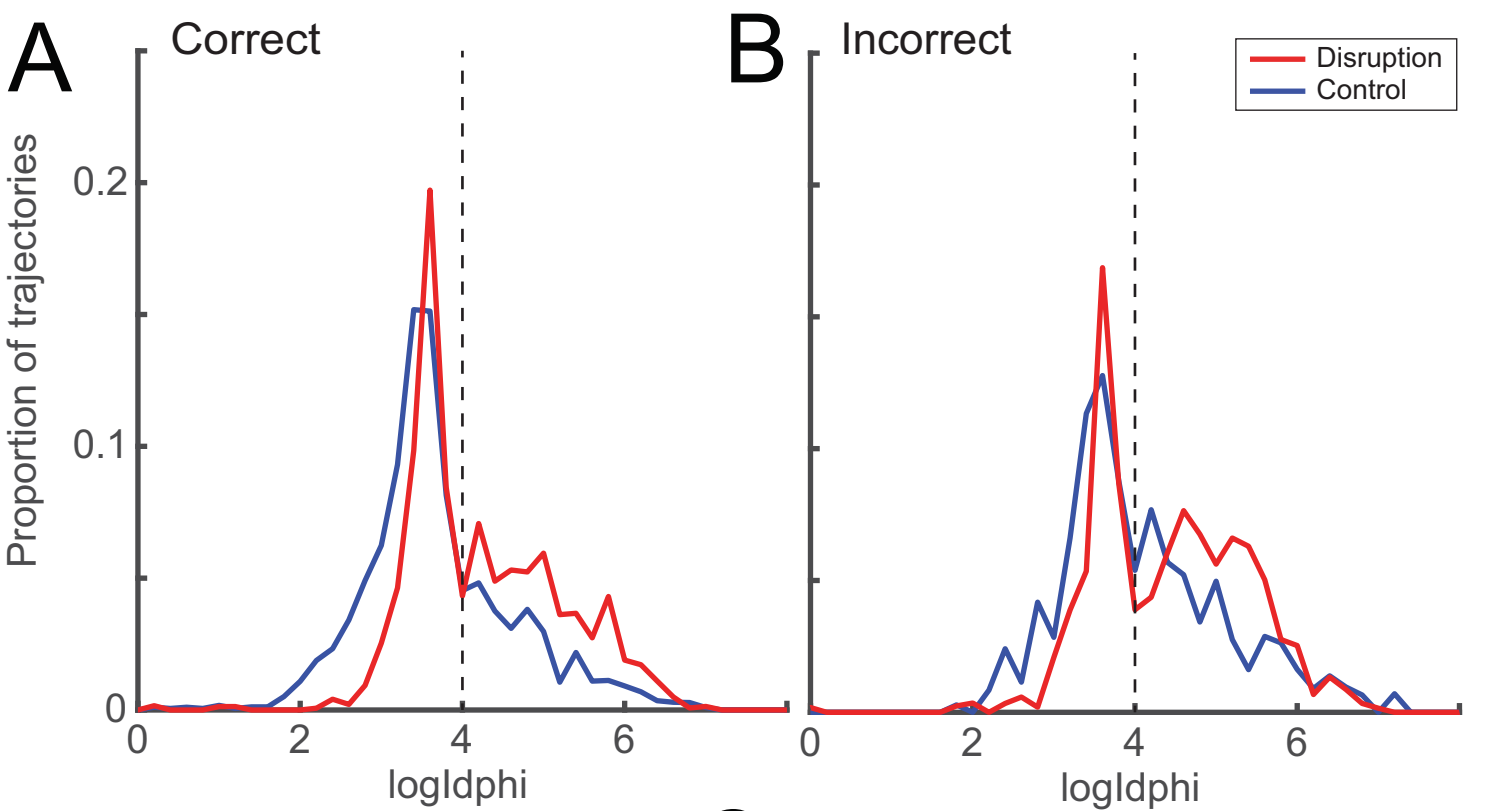 A Correct
B Incorrect
Disruption
Control
Proportion of trajectories
0.2
0.1
0
0 2 4 6
logIdphi
0 2 4 6
logIdphi